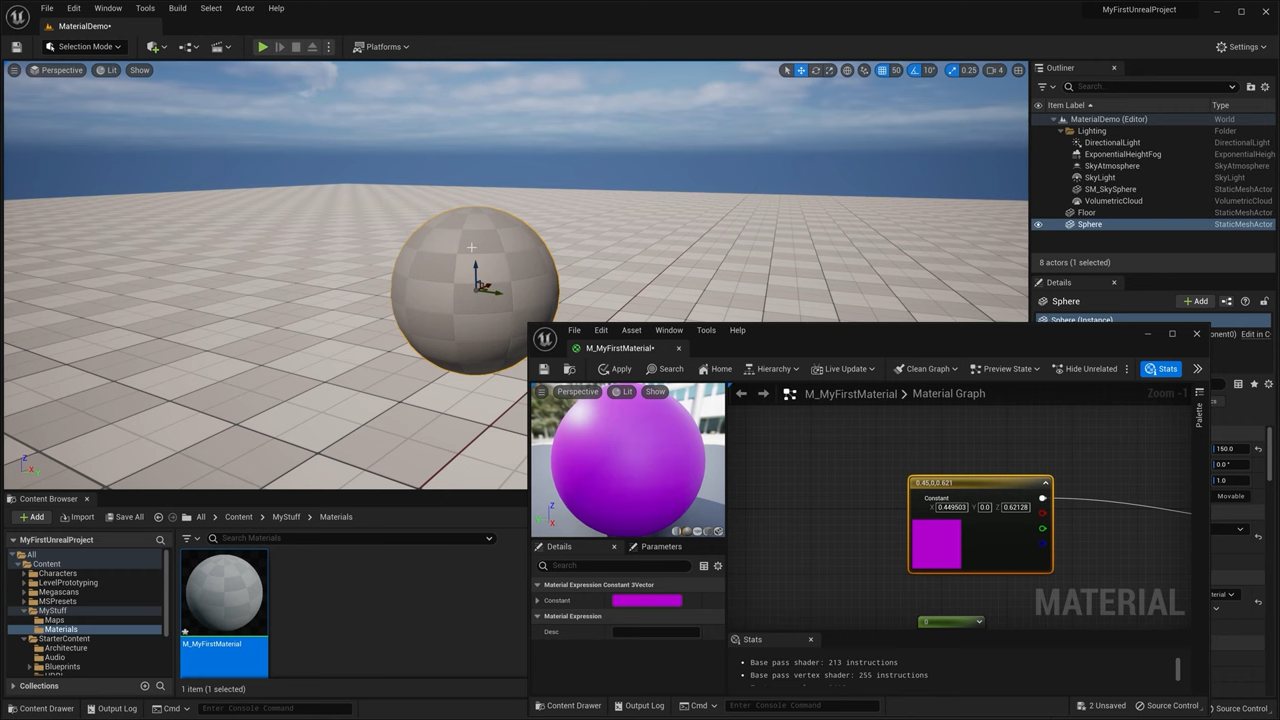 File Edit Window Tools Build Select Actor Help
MyFirstUnrealProject
MaterialDemo•
Selection Mode
Platforms
Settings
Perspective Lit Show
50 10° 0.25 4
Outliner
Search...
Item Label Type
MaterialDemo (Editor) World
Lighting Folder
DirectionalLight DirectionalLight
ExponentialHeightFog ExponentialHeigh
SkyAtmosphere SkyAtmosphere
SkyLight SkyLight
SM_SkySphere StaticMeshActor
VolumetricCloud VolumetricCloud
Floor StaticMeshActor
Sphere StaticMeshActor
8 actors (1 selected)
Details
Sphere
Add
Sphere (Instance)
Edit in C
150.0
0.0 °
1.0
Movable
File Edit Asset Window Tools Help
M_MyFirstMaterial•
Apply Search Home Hierarchy Live Update Clean Graph Preview State Hide Unrelated Stats
Perspective Lit Show
M_MyFirstMaterial Material Graph
Zoom -1
Palette
0.45,0,0.621
Constant
X 0.449503 Y 0.0 Z 0.62128
MATERIAL
0
Details Parameters
Search
Material Expression Constant 3Vector
Constant
Material Expression
Desc
Stats
• Base pass shader: 213 instructions
• Base pass vertex shader: 255 instructions
Content Drawer Output Log Cmd Enter Console Command
2 Unsaved Source Control
Content Browser
Add Import Save All All Content MyStuff Materials
MyFirstUnrealProject
Search Materials
All
Content
Characters
LevelPrototyping
Megascans
MSPresets
MyStuff
Maps
Materials
StarterContent
Architecture
Audio
Blueprints
M_MyFirstMaterial
Collections
1 item (1 selected)
Content Drawer Output Log Cmd Enter Console Command
Source Control